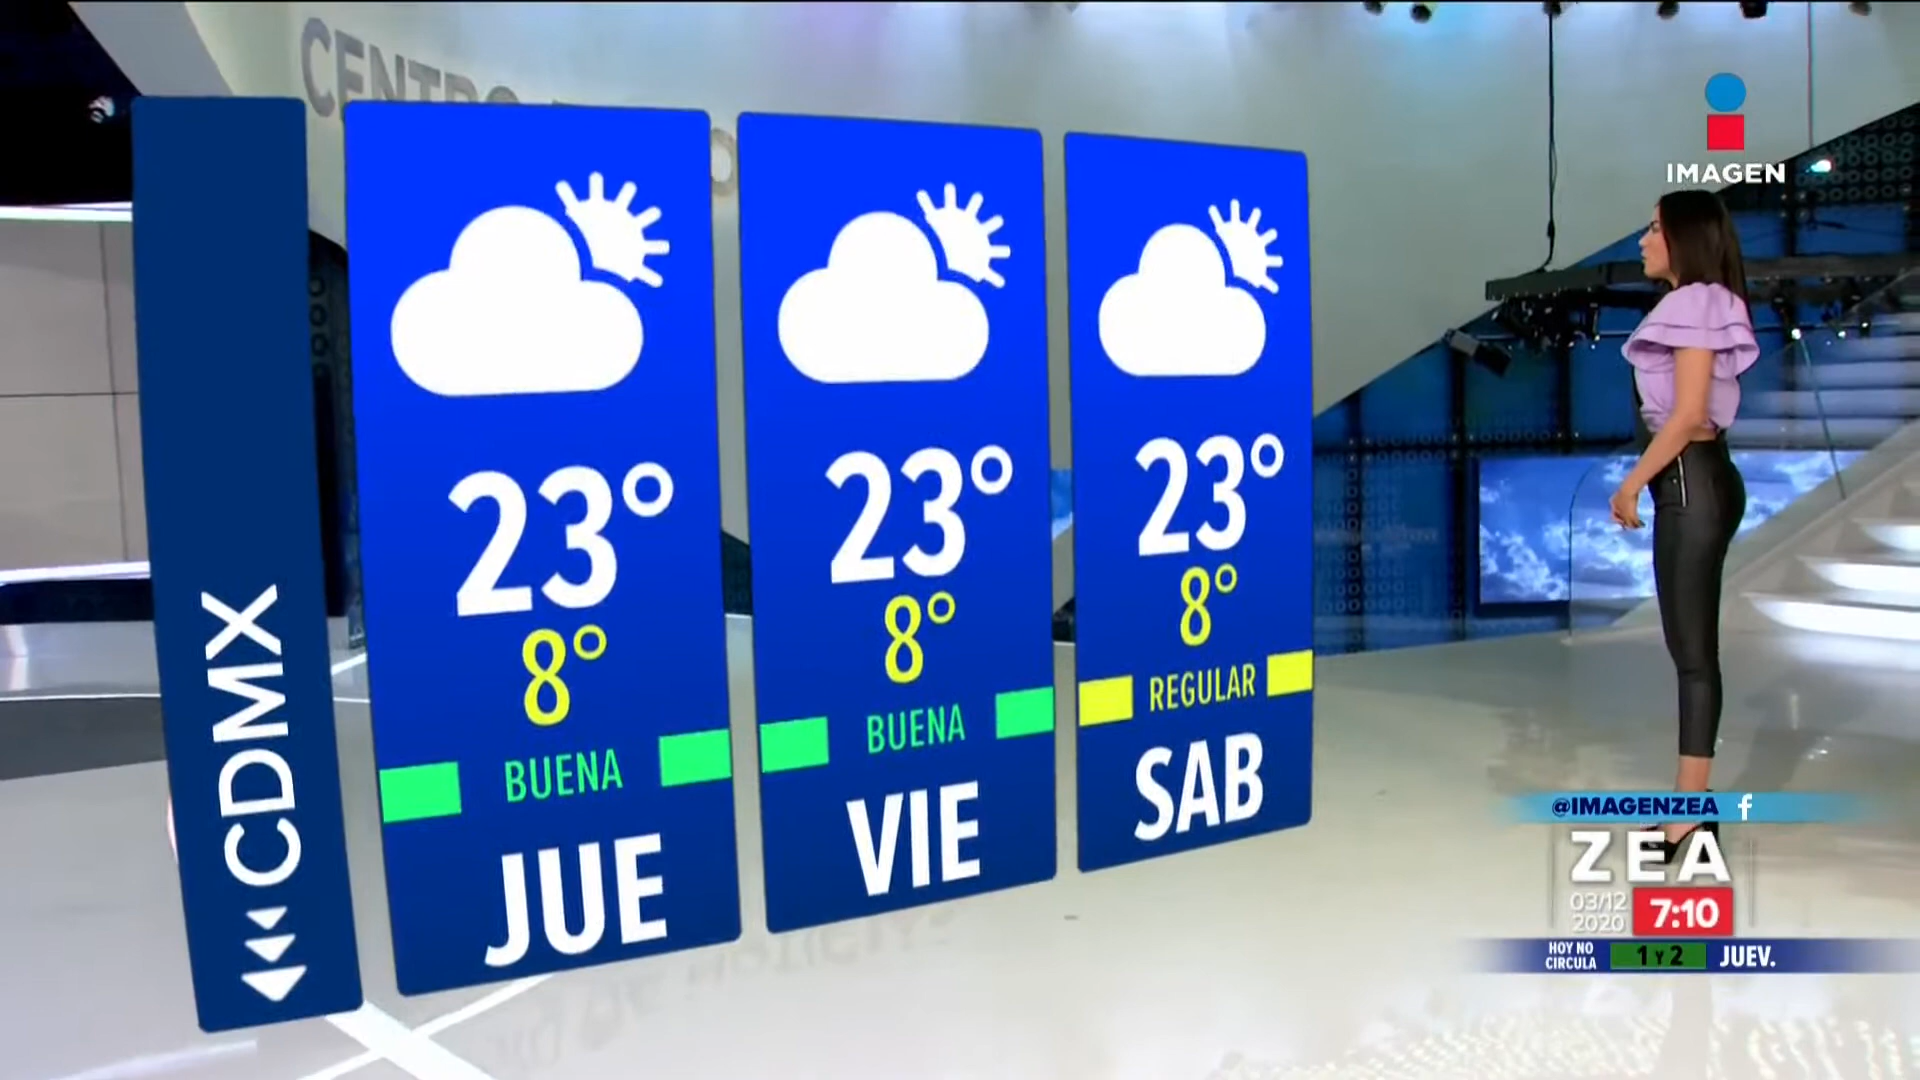 CENTRO
IMAGEN
CDMX
23°
8°
BUENA
JUE
23°
8°
BUENA
VIE
23°
8°
REGULAR
SAB
@IMAGENZEA f
ZEA
03/12
2020
7:10
HOY NO
CIRCULA
1 Y 2
JUEV.